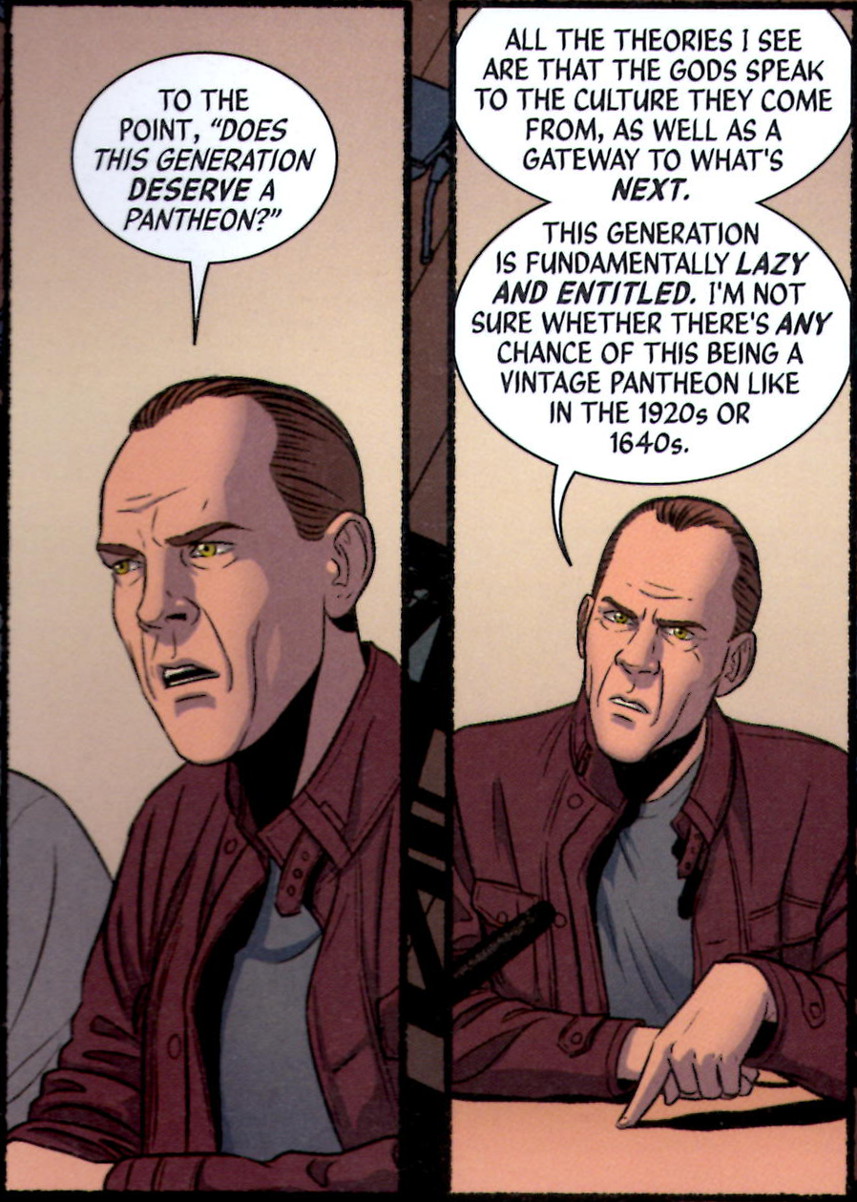 TO THE
POINT, "DOES
THIS GENERATION
DESERVE A
PANTHEON?"
ALL THE THEORIES I SEE
ARE THAT THE GODS SPEAK
TO THE CULTURE THEY COME
FROM, AS WELL AS A
GATEWAY TO WHAT'S
NEXT.
THIS GENERATION
IS FUNDAMENTALLY LAZY
AND ENTITLED. I'M NOT
SURE WHETHER THERE'S ANY
CHANCE OF THIS BEING A
VINTAGE PANTHEON LIKE
IN THE 1920s OR
1640s.